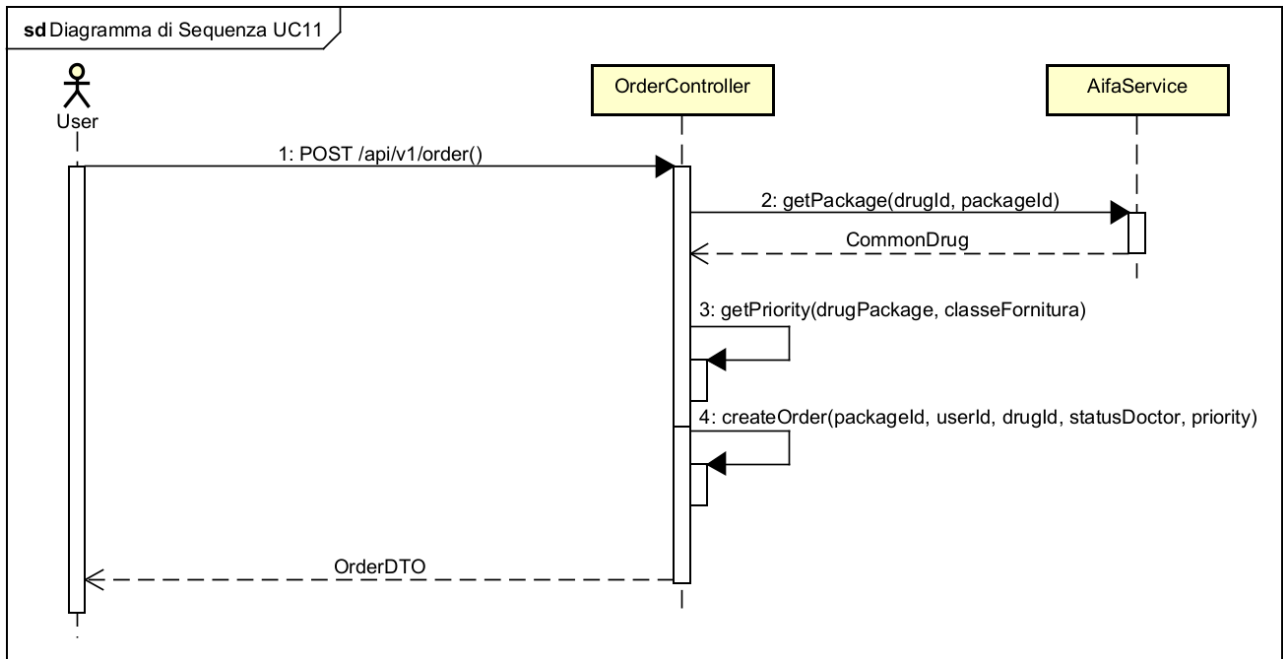 sd Diagramma di Sequenza UC11
User
OrderController
AifaService
1: POST /api/v1/order()
2: getPackage(drugId, packageId)
CommonDrug
3: getPriority(drugPackage, classeFornitura)
4: createOrder(packageId, userId, drugId, statusDoctor, priority)
OrderDTO